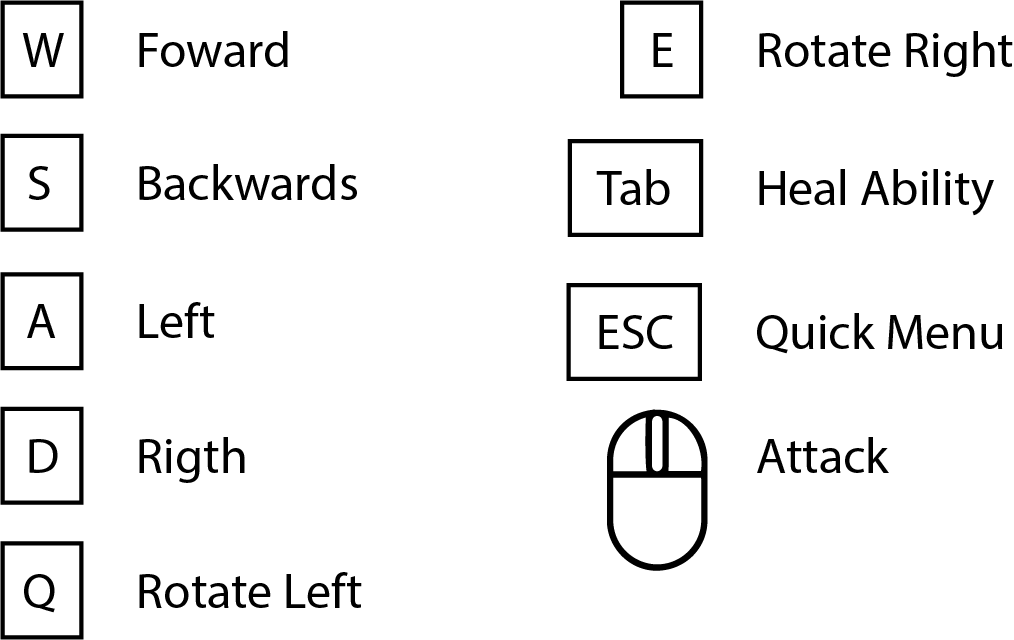 W Foward
S Backwards
A Left
D Rigth
Q Rotate Left
E Rotate Right
Tab Heal Ability
ESC Quick Menu
Attack